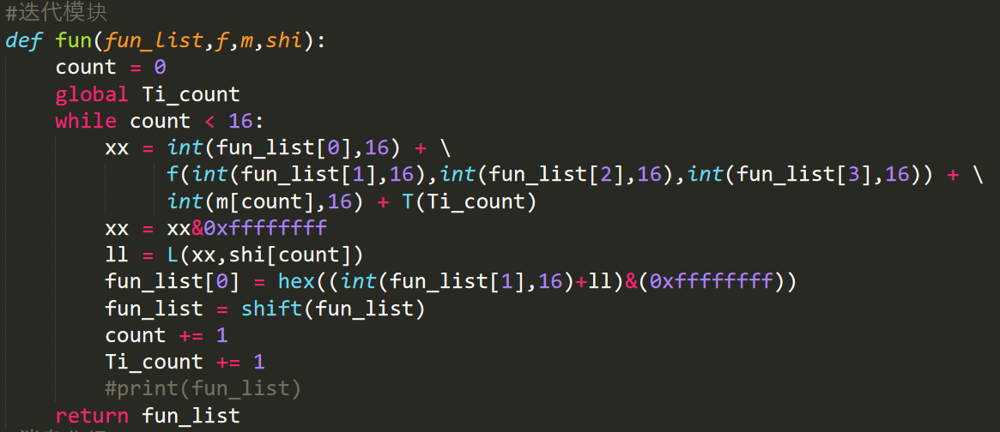 #迭代模块
def fun(fun_list,f,m,shi):
    count = 0
    global Ti_count
    while count < 16:
        xx = int(fun_list[0],16) + \
             f(int(fun_list[1],16),int(fun_list[2],16),int(fun_list[3],16)) + \
             int(m[count],16) + T(Ti_count)
        xx = xx&0xffffffff
        ll = L(xx,shi[count])
        fun_list[0] = hex((int(fun_list[1],16)+ll)&(0xffffffff))
        fun_list = shift(fun_list)
        count += 1
        Ti_count += 1
        #print(fun_list)
    return fun_list